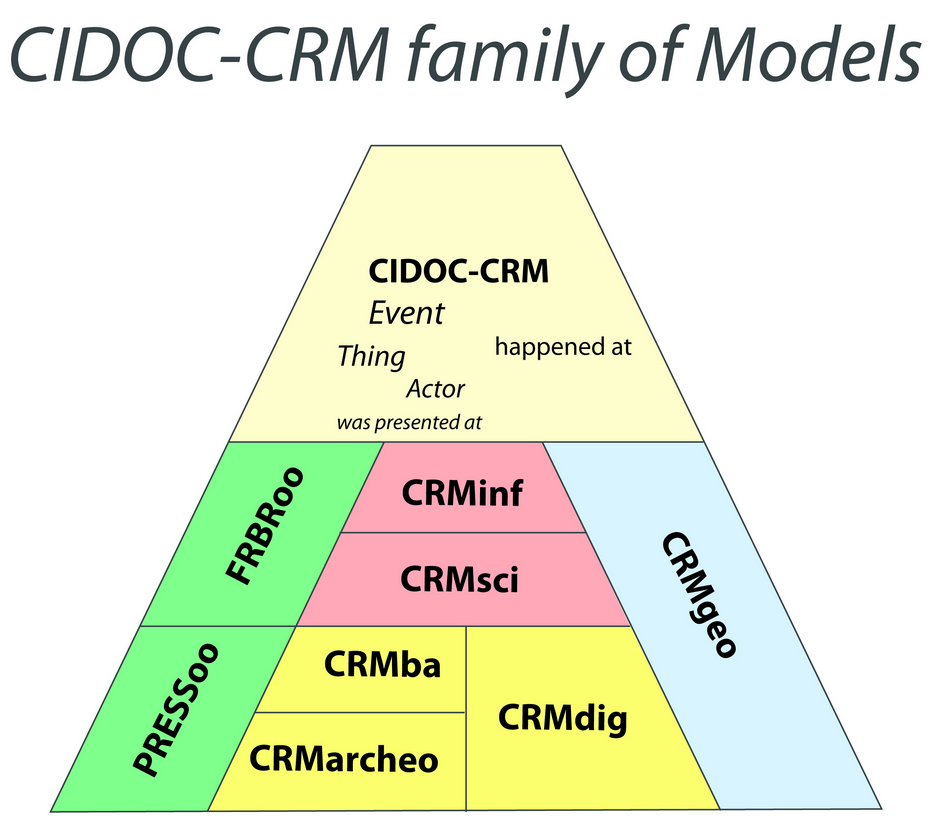 CIDOC-CRM family of Models
CIDOC-CRM
Event
happened at
Thing
Actor
was presented at
FRBRoo
CRMinf
CRMsci
CRMgeo
PRESSoo
CRMba
CRMdig
CRMarcheo